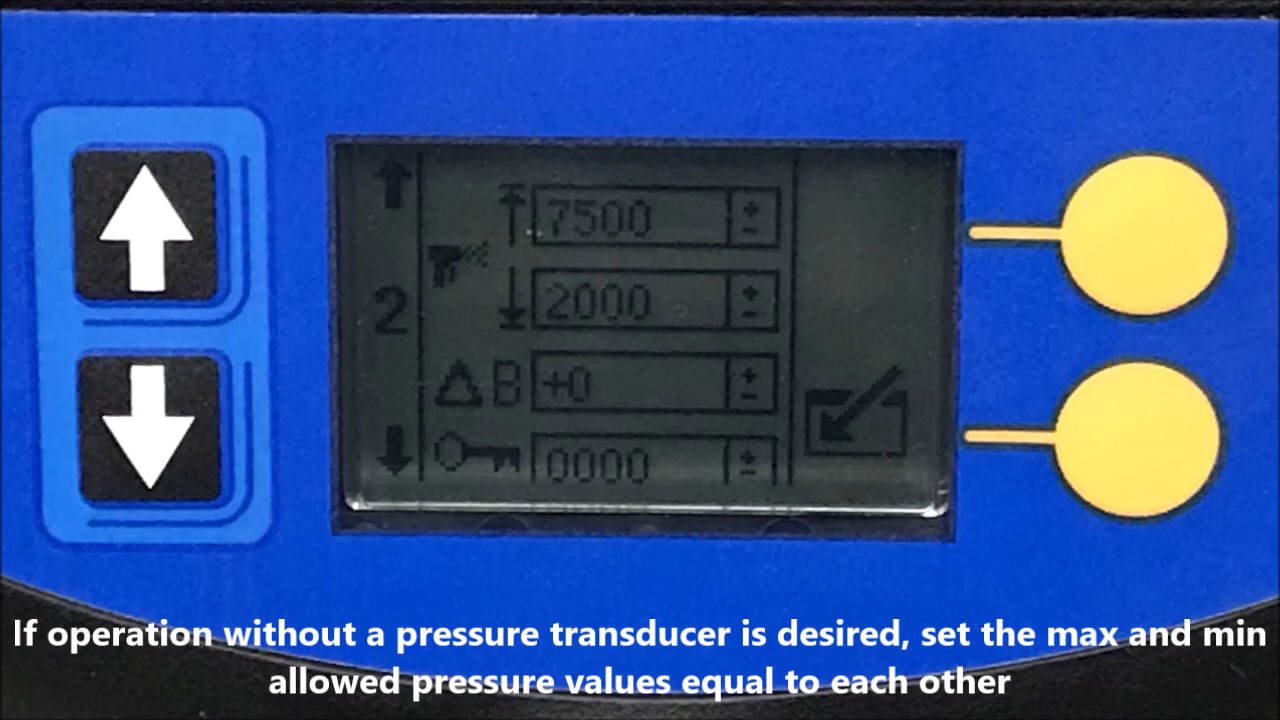 7500
2
2000
B +0
0000
If operation without a pressure transducer is desired, set the max and min
allowed pressure values equal to each other